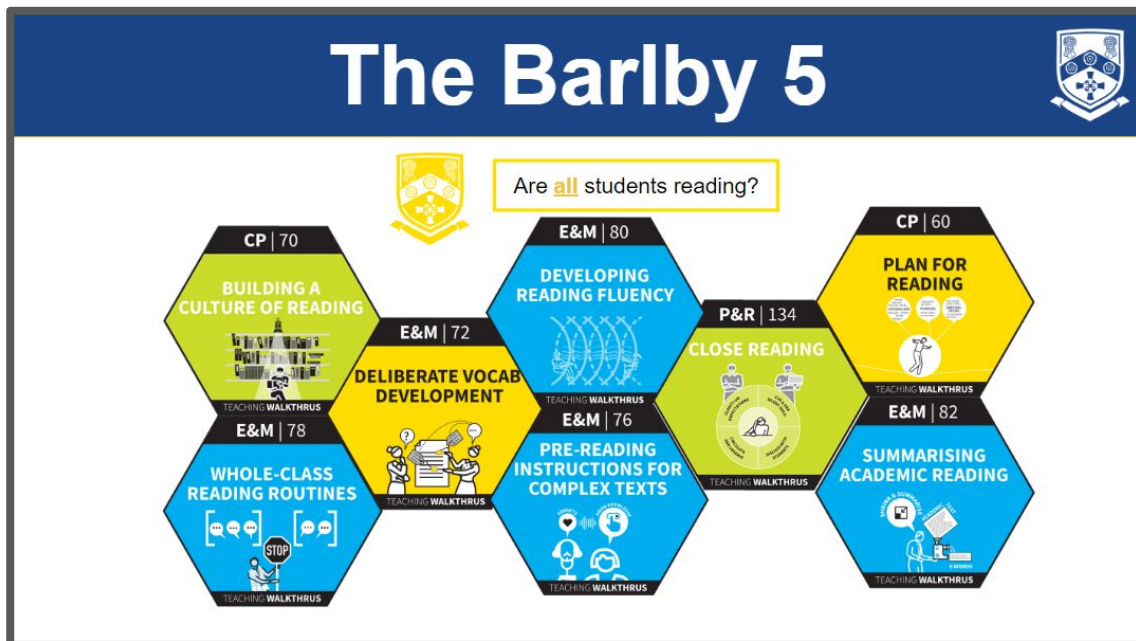 The Barlby 5
Are all students reading?
CP | 70
BUILDING A
CULTURE OF READING
TEACHING WALKTHRUS
E&M | 72
DELIBERATE VOCAB
DEVELOPMENT
?
TEACHING WALKTHRUS
E&M | 80
DEVELOPING
READING FLUENCY
TEACHING WALKTHRUS
P&R | 134
CLOSE READING
TEACHING WALKTHRUS
CP | 60
PLAN FOR
READING
TEACHING WALKTHRUS
E&M | 78
WHOLE-CLASS
READING ROUTINES
STOP
TEACHING WALKTHRUS
E&M | 76
PRE-READING
INSTRUCTIONS FOR
COMPLEX TEXTS
TEACHING WALKTHRUS
E&M | 82
SUMMARISING
ACADEMIC READING
TEACHING WALKTHRUS